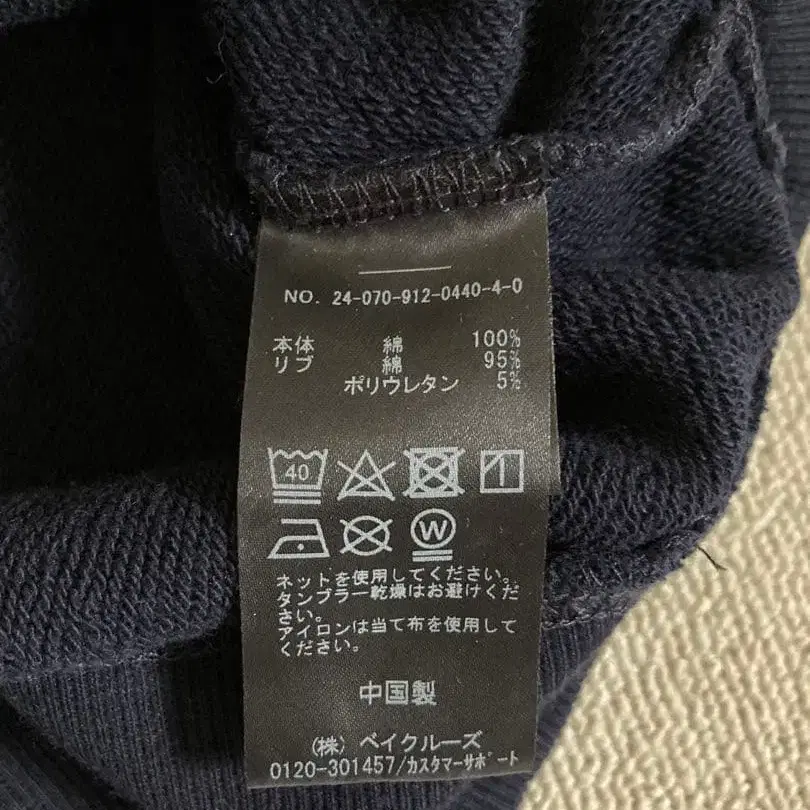 NO. 24-070-912-0440-4-0
本体 綿 100%
リブ 綿 95%
ポリウレタン 5%
40
W
ネットを使用してください。
タンブラー乾燥はお避けくだ
さい。
アイロンは当て布を使用して
ください。
中国製
(株) ベイクルーズ
0120-301457/カスタマーサポート